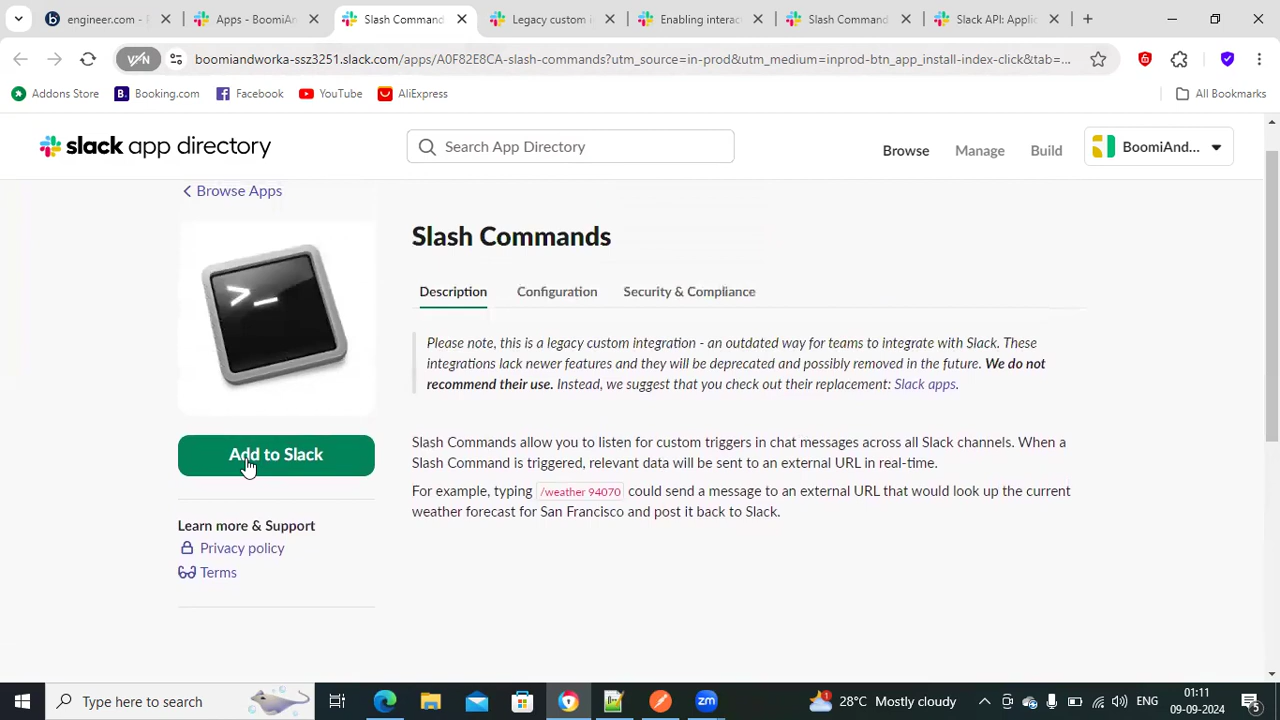 engineer.com - E
Apps - BoomiAn
Slash Command
Legacy custom i
Enabling interac
Slash Command
Slack API: Applic
boomiandworka-ssz3251.slack.com/apps/A0F82E8CA-slash-commands?utm_source=in-prod&utm_medium=inprod-btn_app_install-index-click&tab=...
Addons Store
Booking.com
Facebook
YouTube
AliExpress
All Bookmarks
slack app directory
Search App Directory
Browse
Manage
Build
BoomiAnd...
Browse Apps
Slash Commands
Description
Configuration
Security & Compliance
Please note, this is a legacy custom integration - an outdated way for teams to integrate with Slack. These
integrations lack newer features and they will be deprecated and possibly removed in the future. We do not
recommend their use. Instead, we suggest that you check out their replacement: Slack apps.
>_
Add to Slack
Slash Commands allow you to listen for custom triggers in chat messages across all Slack channels. When a
Slash Command is triggered, relevant data will be sent to an external URL in real-time.
For example, typing /weather 94070 could send a message to an external URL that would look up the current
weather forecast for San Francisco and post it back to Slack.
Learn more & Support
Privacy policy
Terms
Type here to search
zm
28°C Mostly cloudy
ENG
01:11
09-09-2024
5